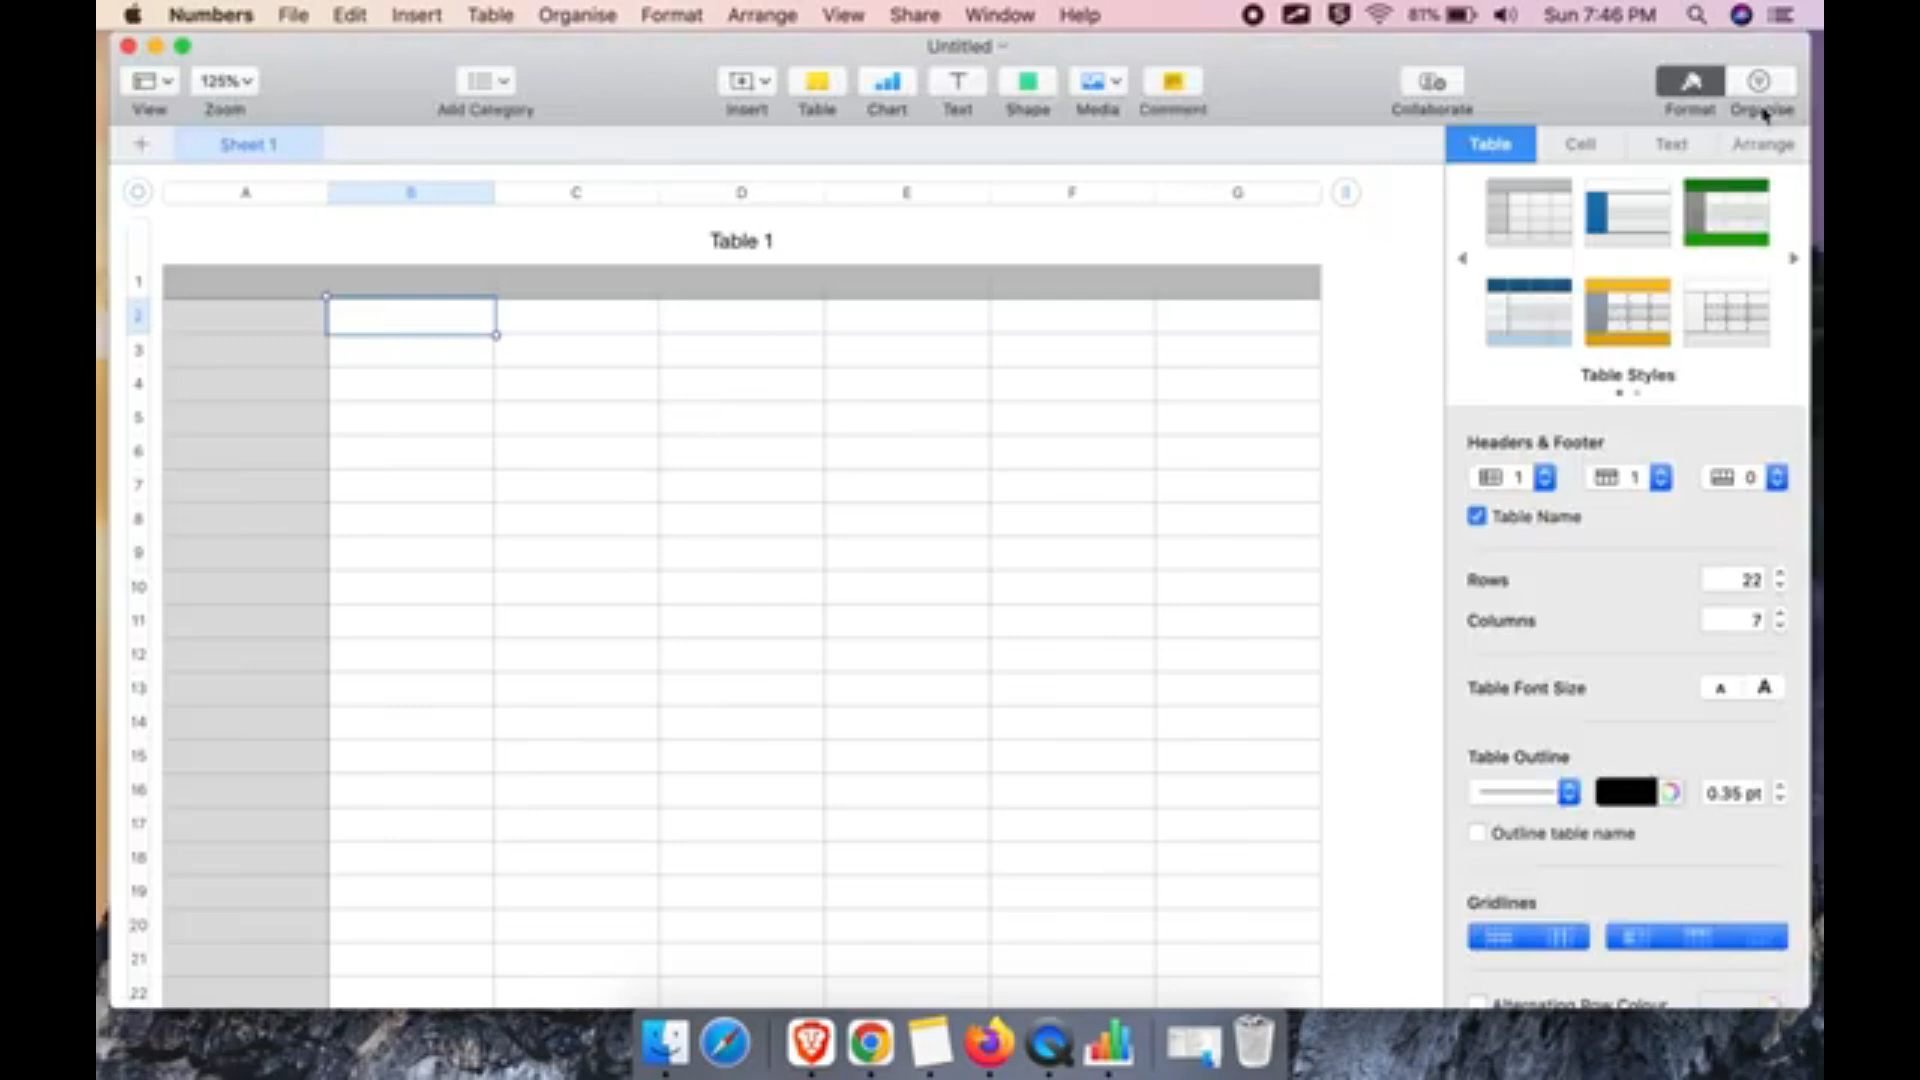 Numbers File Edit Insert Table Organise Format Arrange View Share Window Help 81% Sun 7:46 PM
Untitled
125%
View Zoom Add Category Insert Table Chart Text Shape Media Comment Collaborate Format Organise
+ Sheet 1 Table Cell Text Arrange
A B C D E F G
Table 1
1
2
3
4
5
6
7
8
9
10
11
12
13
14
15
16
17
18
19
20
21
22
Table Styles
Headers & Footer
1 1 0
Table Name
Rows 22
Columns 7
Table Font Size A A
Table Outline
0.35 pt
Outline table name
Gridlines
Alternating Row Colour